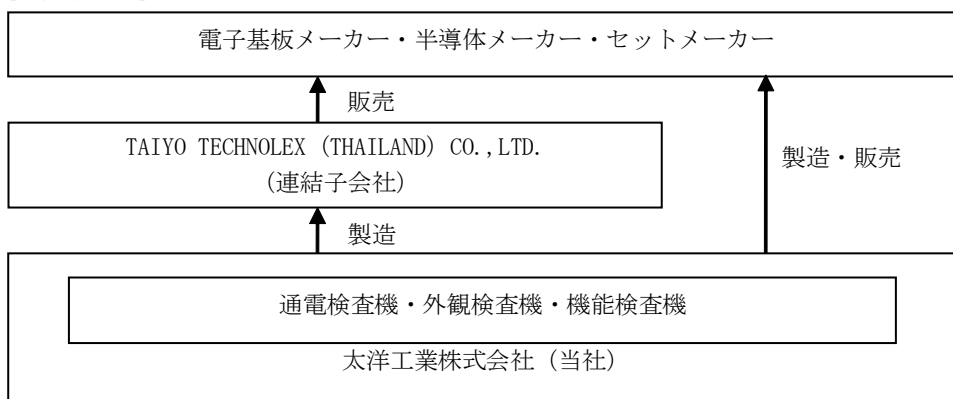 電子基板メーカー・半導体メーカー・セットメーカー
販売
TAIYO TECHNOLEX (THAILAND) CO.,LTD.
(連結子会社)
製造・販売
製造
通電検査機・外観検査機・機能検査機
太洋工業株式会社(当社)